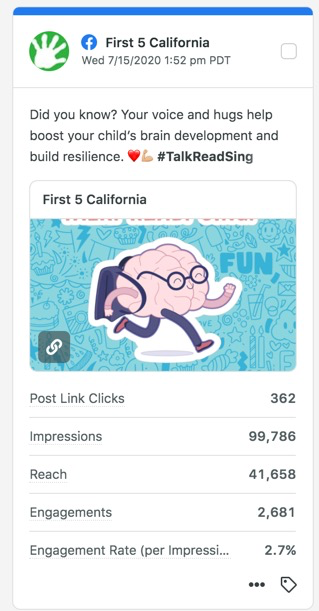 First 5 California
Wed 7/15/2020 1:52 pm PDT
Did you know? Your voice and hugs help
boost your child's brain development and
build resilience. ❤️💪🏼 #TalkReadSing
First 5 California
FUN,
Post Link Clicks 362
Impressions 99,786
Reach 41,658
Engagements 2,681
Engagement Rate (per Impressi... 2.7%